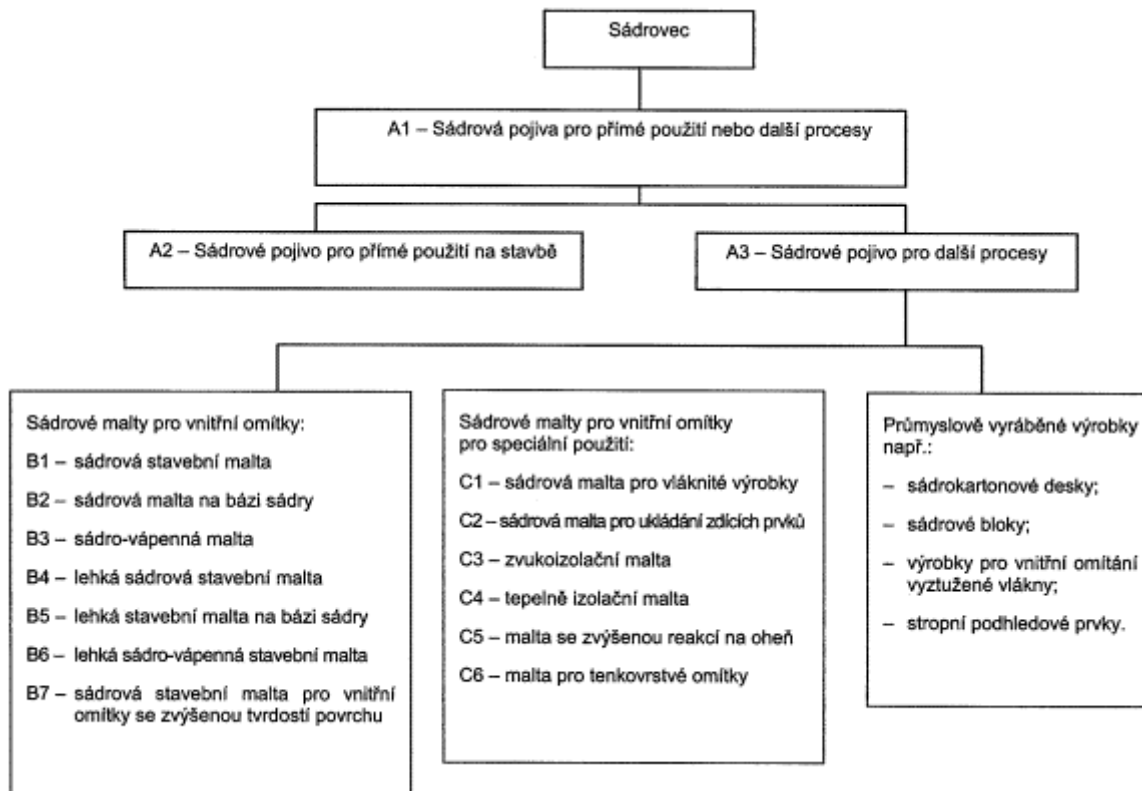 Sádrovec
A1 – Sádrová pojiva pro přímé použití nebo další procesy
A2 – Sádrové pojivo pro přímé použití na stavbě
A3 – Sádrové pojivo pro další procesy
Sádrové malty pro vnitřní omítky:
B1 – sádrová stavební malta
B2 – sádrová malta na bázi sádry
B3 – sádro-vápenná malta
B4 – lehká sádrová stavební malta
B5 – lehká stavební malta na bázi sádry
B6 – lehká sádro-vápenná stavební malta
B7 – sádrová stavební malta pro vnitřní
omítky se zvýšenou tvrdostí povrchu
Sádrové malty pro vnitřní omítky
pro speciální použití:
C1 – sádrová malta pro vláknité výrobky
C2 – sádrová malta pro ukládání zdících prvků
C3 – zvukoizolační malta
C4 – tepelně izolační malta
C5 – malta se zvýšenou reakcí na oheň
C6 – malta pro tenkovrstvé omítky
Průmyslově vyráběné výrobky
např.:
– sádrokartonové desky;
– sádrové bloky;
– výrobky pro vnitřní omítání
vyztužené vlákny;
– stropní podhledové prvky.